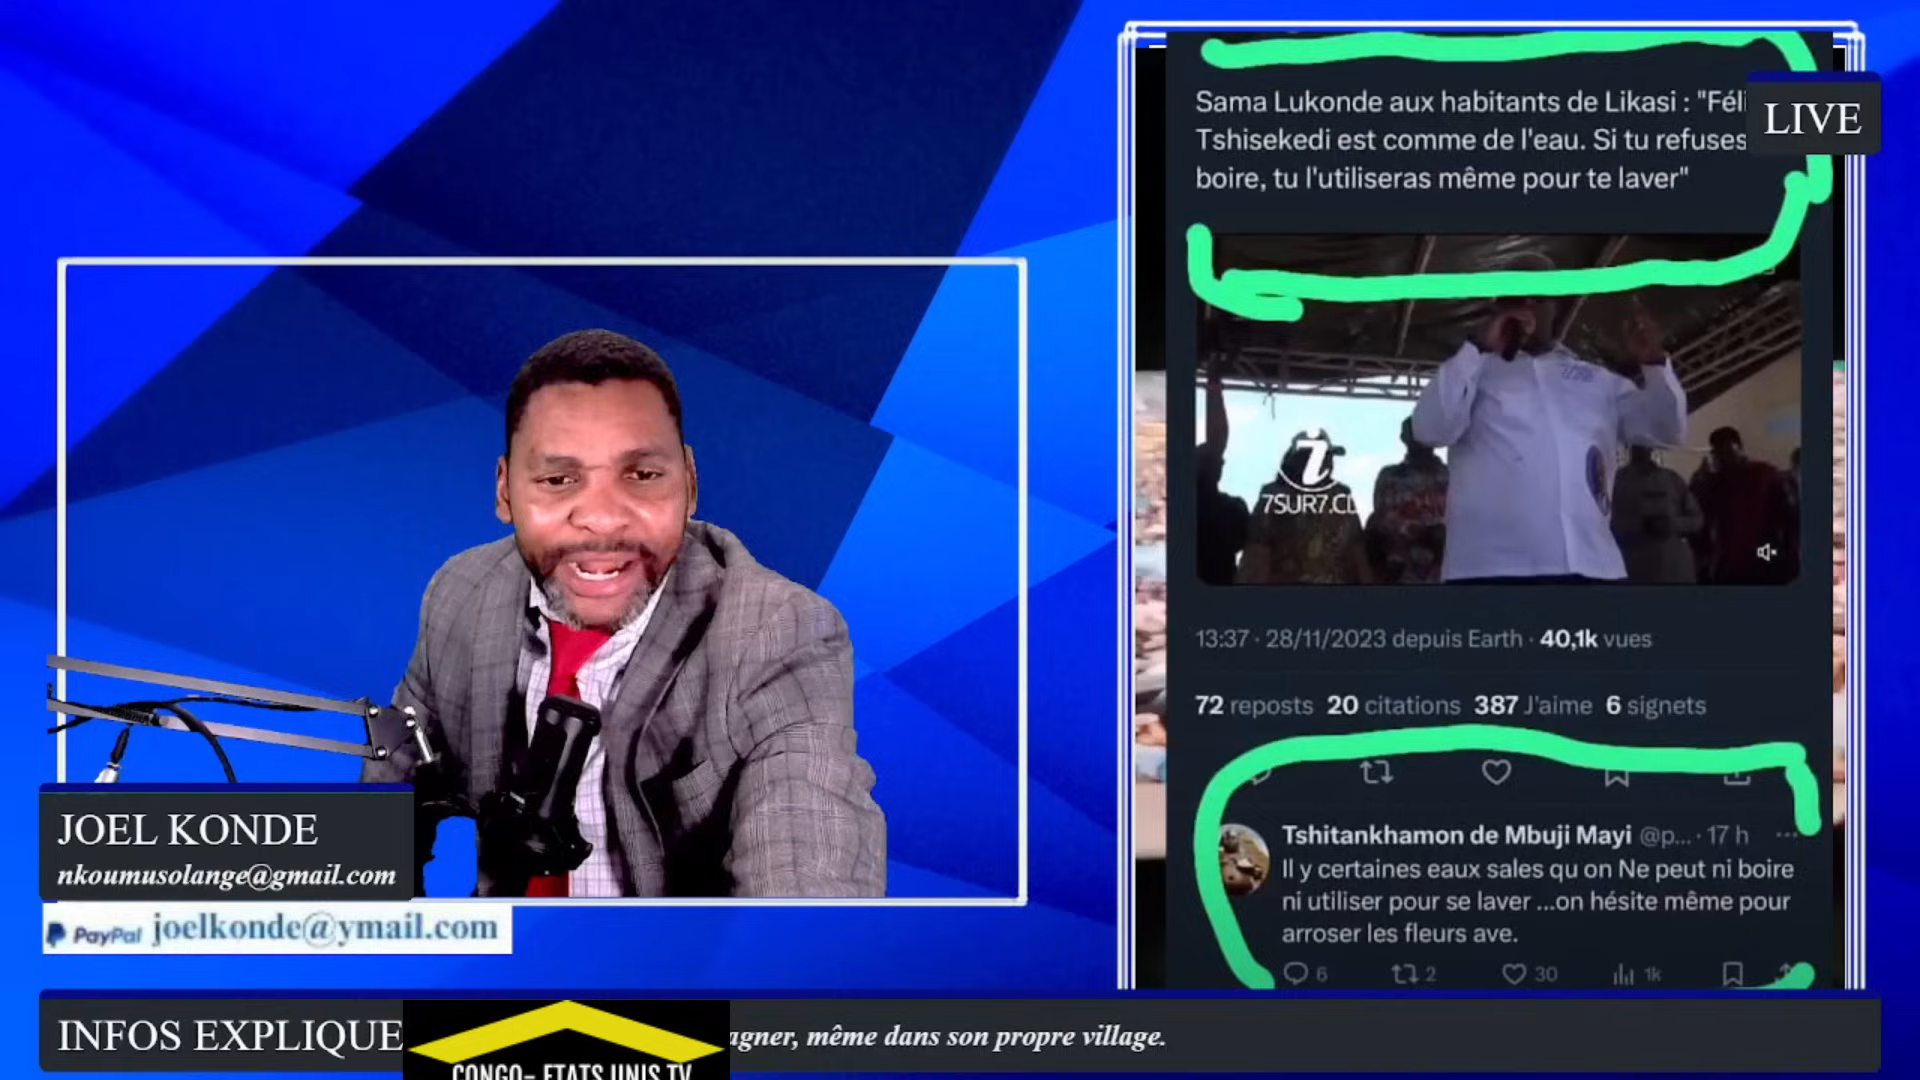 Sama Lukonde aux habitants de Likasi : "Féli
Tshisekedi est comme de l'eau. Si tu refuses
boire, tu l'utiliseras même pour te laver"
LIVE
i
7SUR7.CD
13:37 · 28/11/2023 depuis Earth · 40,1k vues
72 reposts 20 citations 387 J'aime 6 signets
Tshitankhamon de Mbuji Mayi @p... · 17 h
Il y certaines eaux sales qu on Ne peut ni boire
ni utiliser pour se laver ...on hésite même pour
arroser les fleurs ave.
6 2 30 1k
JOEL KONDE
nkoumusolange@gmail.com
PayPal joelkonde@ymail.com
INFOS EXPLIQUE
agner, même dans son propre village.
CONGO- ETATS UNIS TV